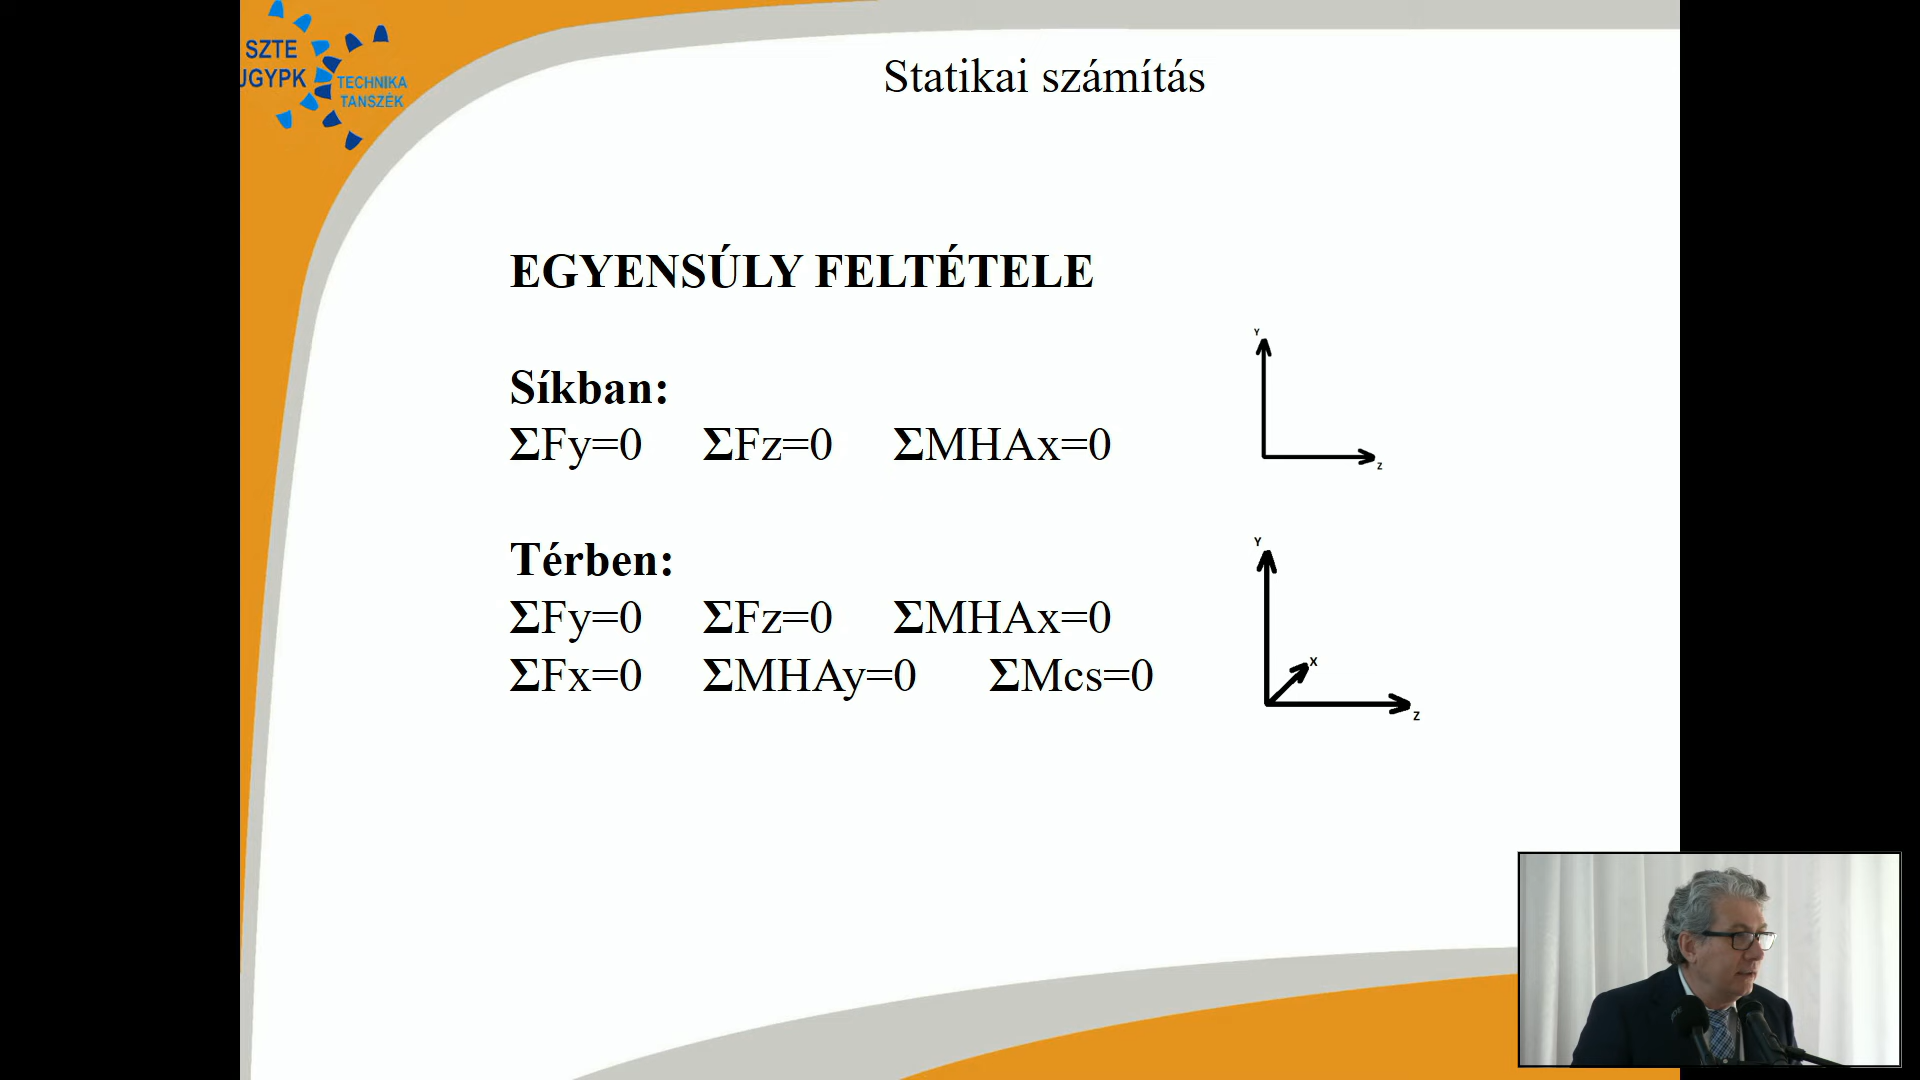 SZTE
JGYPK
TECHNIKA
TANSZÉK
Statikai számítás
EGYENSÚLY FELTÉTELE
Síkban:
ΣFy=0 ΣFz=0 ΣMHAx=0
Y
Z
Térben:
ΣFy=0 ΣFz=0 ΣMHAx=0
ΣFx=0 ΣMHAy=0 ΣMcs=0
Y
X
Z